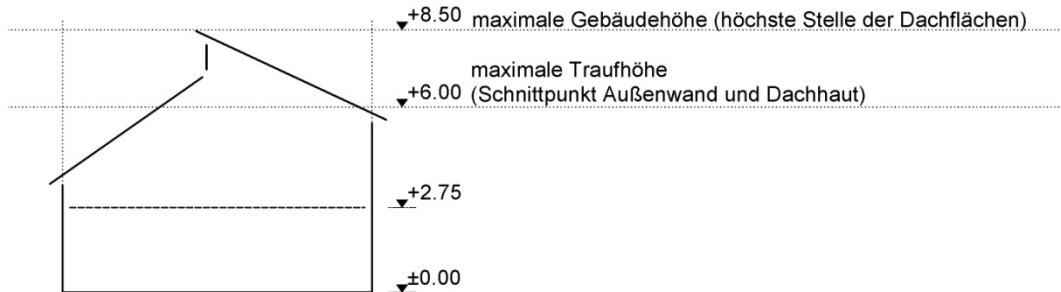 +8.50 maximale Gebäudehöhe (höchste Stelle der Dachflächen)
maximale Traufhöhe
+6.00 (Schnittpunkt Außenwand und Dachhaut)
+2.75
±0.00